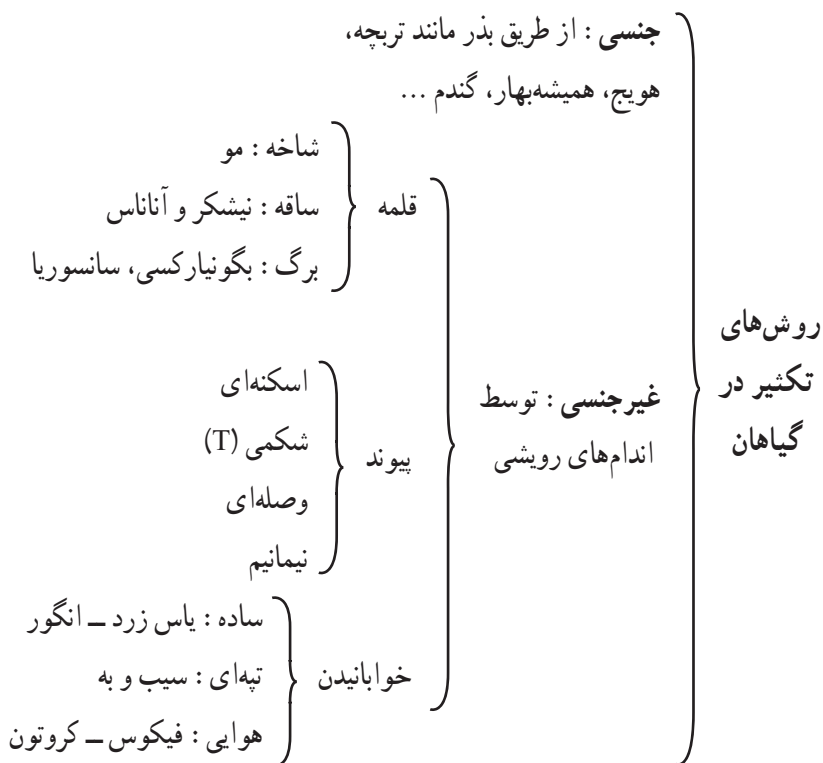 روش‌های
تکثیر در
گیاهان
جنسی : از طریق بذر مانند تربچه،
هویج، همیشه‌بهار، گندم ...
غیرجنسی : توسط
اندام‌های رویشی
قلمه
شاخه : مو
ساقه : نیشکر و آناناس
برگ : بگونیارکسی، سانسوریا
پیوند
اسکنه‌ای
شکمی (T)
وصله‌ای
نیمانیم
خوابانیدن
ساده : یاس زرد ــ انگور
تپه‌ای : سیب و به
هوایی : فیکوس ــ کروتون